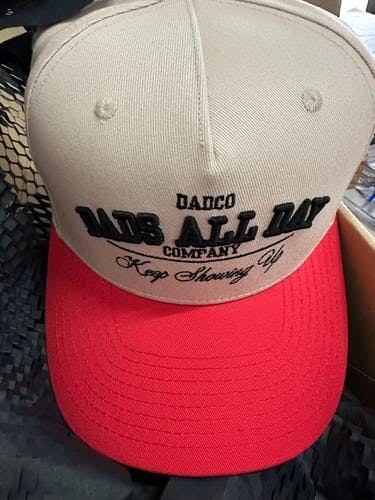 DADCO
DADS ALL DAY
COMPANY
Keep Showing Up